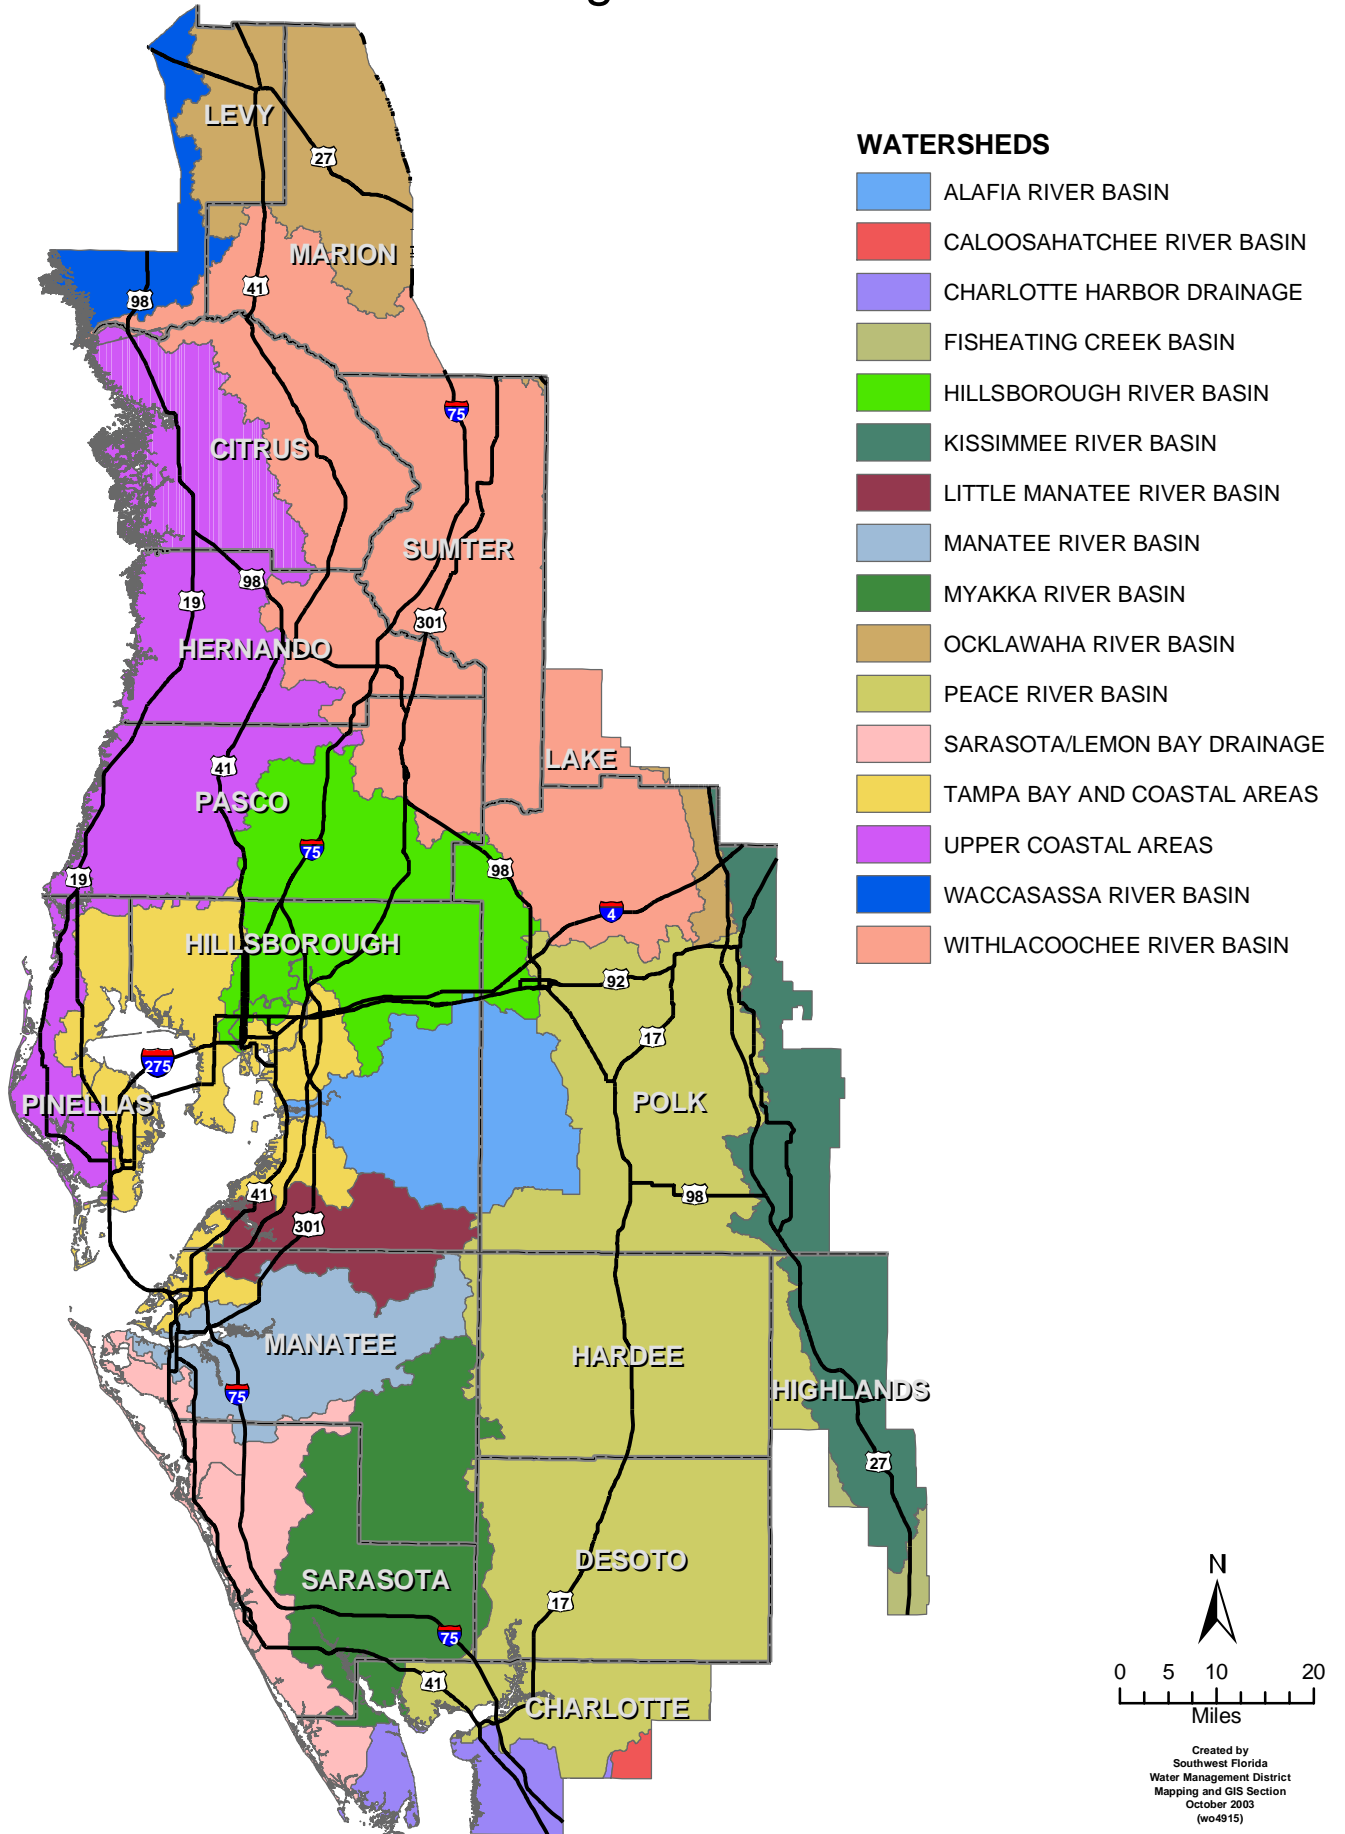 g
LEVY
27
MARION
41
98
75
CITRUS
SUMTER
98
19
301
HERNANDO
LAKE
41
PASCO
75
98
19
4
HILLSBOROUGH
92
17
275
PINELLAS
POLK
41
98
301
MANATEE
HARDEE
75
HIGHLANDS
27
DESOTO
SARASOTA
17
75
41
CHARLOTTE
WATERSHEDS
ALAFIA RIVER BASIN
CALOOSAHATCHEE RIVER BASIN
CHARLOTTE HARBOR DRAINAGE
FISHEATING CREEK BASIN
HILLSBOROUGH RIVER BASIN
KISSIMMEE RIVER BASIN
LITTLE MANATEE RIVER BASIN
MANATEE RIVER BASIN
MYAKKA RIVER BASIN
OCKLAWAHA RIVER BASIN
PEACE RIVER BASIN
SARASOTA/LEMON BAY DRAINAGE
TAMPA BAY AND COASTAL AREAS
UPPER COASTAL AREAS
WACCASASSA RIVER BASIN
WITHLACOOCHEE RIVER BASIN
N
0 5 10 20
Miles
Created by
Southwest Florida
Water Management District
Mapping and GIS Section
October 2003
(wo4915)